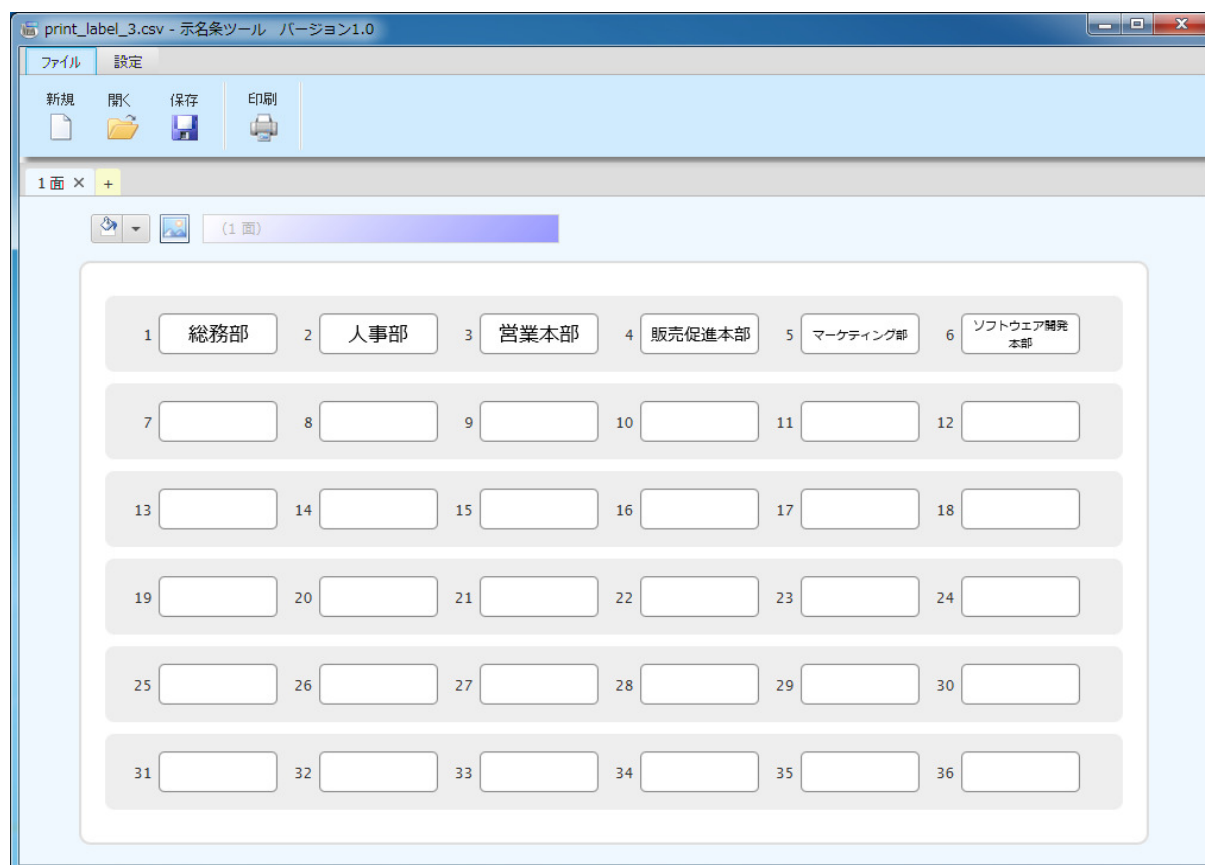 print_label_3.csv - 示名条ツール バージョン1.0
ファイル 設定
新規 開く 保存 印刷
1 面 × +
(1 面)
1 総務部 2 人事部 3 営業本部 4 販売促進本部 5 マーケティング部 6 ソフトウエア開発
本部
7 8 9 10 11 12
13 14 15 16 17 18
19 20 21 22 23 24
25 26 27 28 29 30
31 32 33 34 35 36